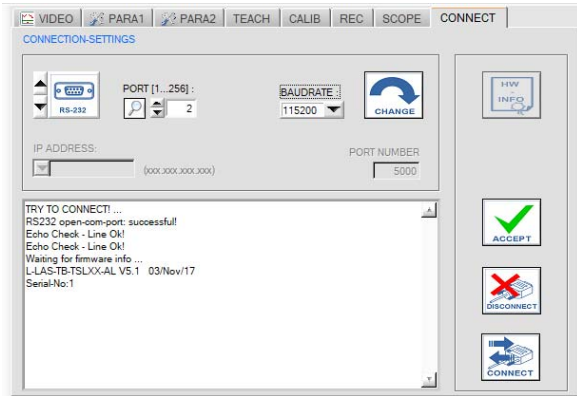 VIDEO PARA1 PARA2 TEACH CALIB REC SCOPE CONNECT
CONNECTION-SETTINGS
RS-232
PORT [1...256] :
2
BAUDRATE :
115200
CHANGE
HW
-
INFO
IP ADDRESS:
(xxx.xxx.xxx.xxx)
PORT NUMBER
5000
TRY TO CONNECT! ...
RS232 open-com-port: successful!
Echo Check - Line Ok!
Echo Check - Line Ok!
Waiting for firmware info ...
L-LAS-TB-TSLXX-AL V5.1 03/Nov/17
Serial-No:1
ACCEPT
DISCONNECT
CONNECT